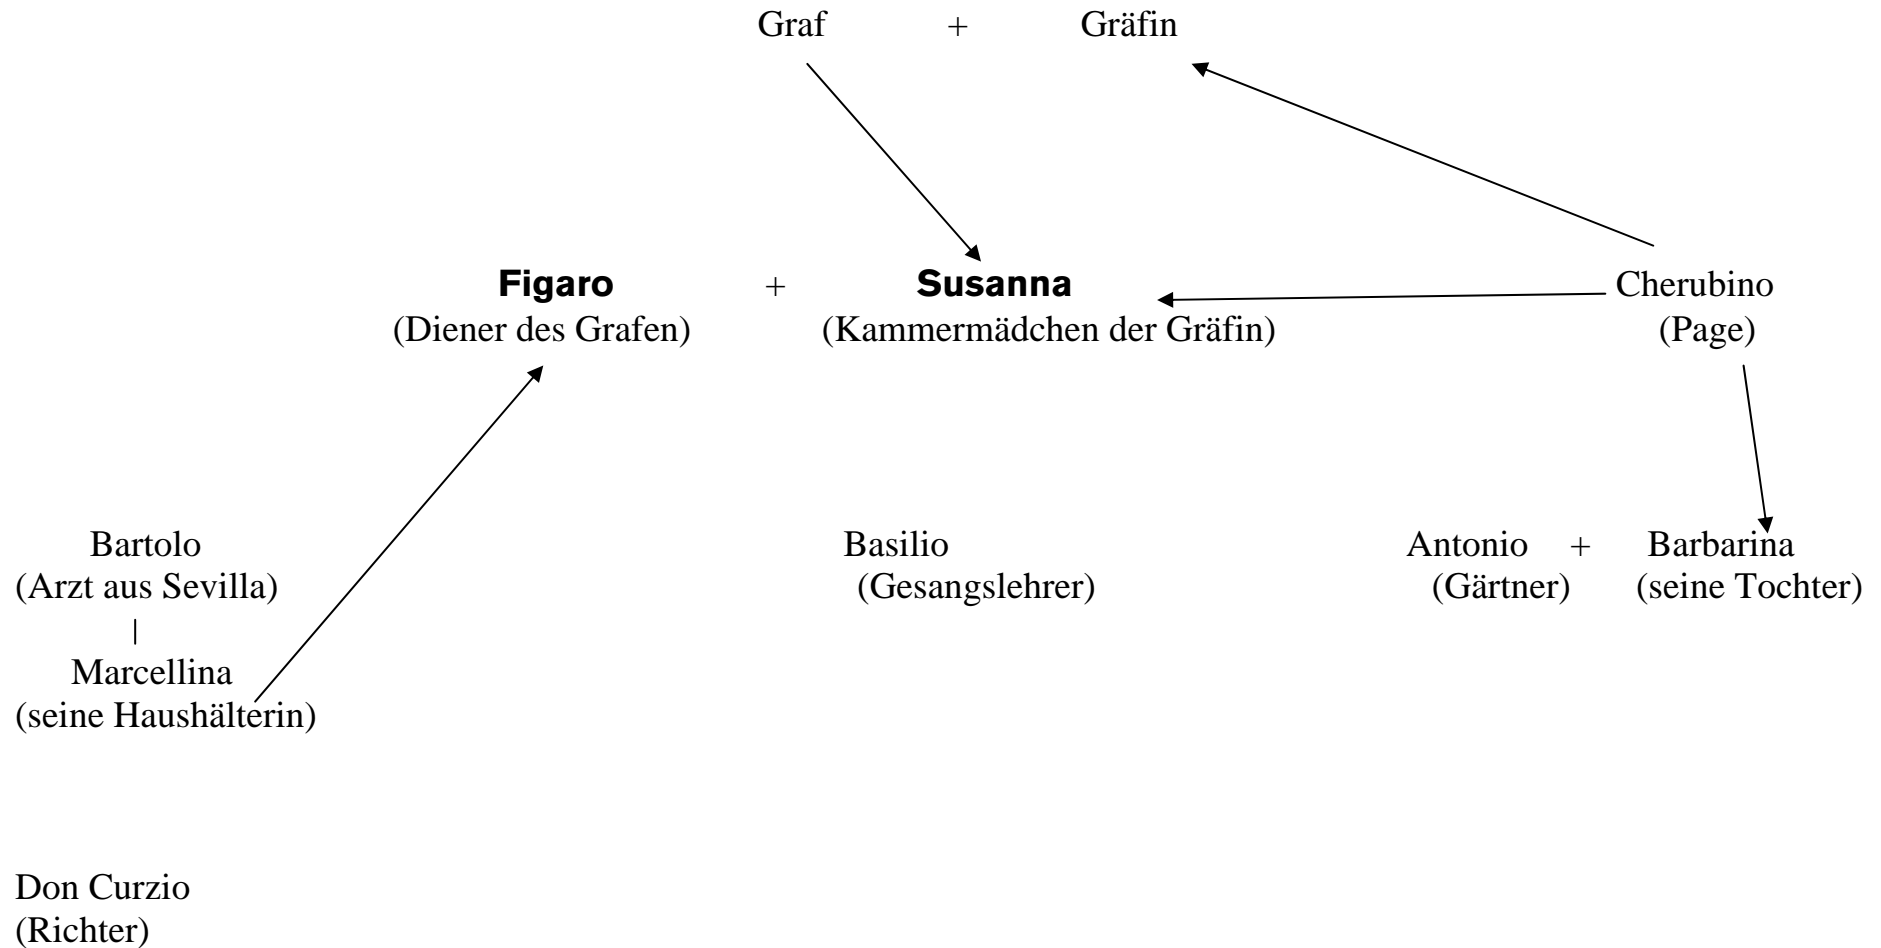 Graf + Gräfin
Figaro + Susanna Cherubino
(Diener des Grafen) (Kammermädchen der Gräfin) (Page)
Bartolo Basilio Antonio + Barbarina
(Arzt aus Sevilla) (Gesangslehrer) (Gärtner) (seine Tochter)
|
Marcellina
(seine Haushälterin)
Don Curzio
(Richter)